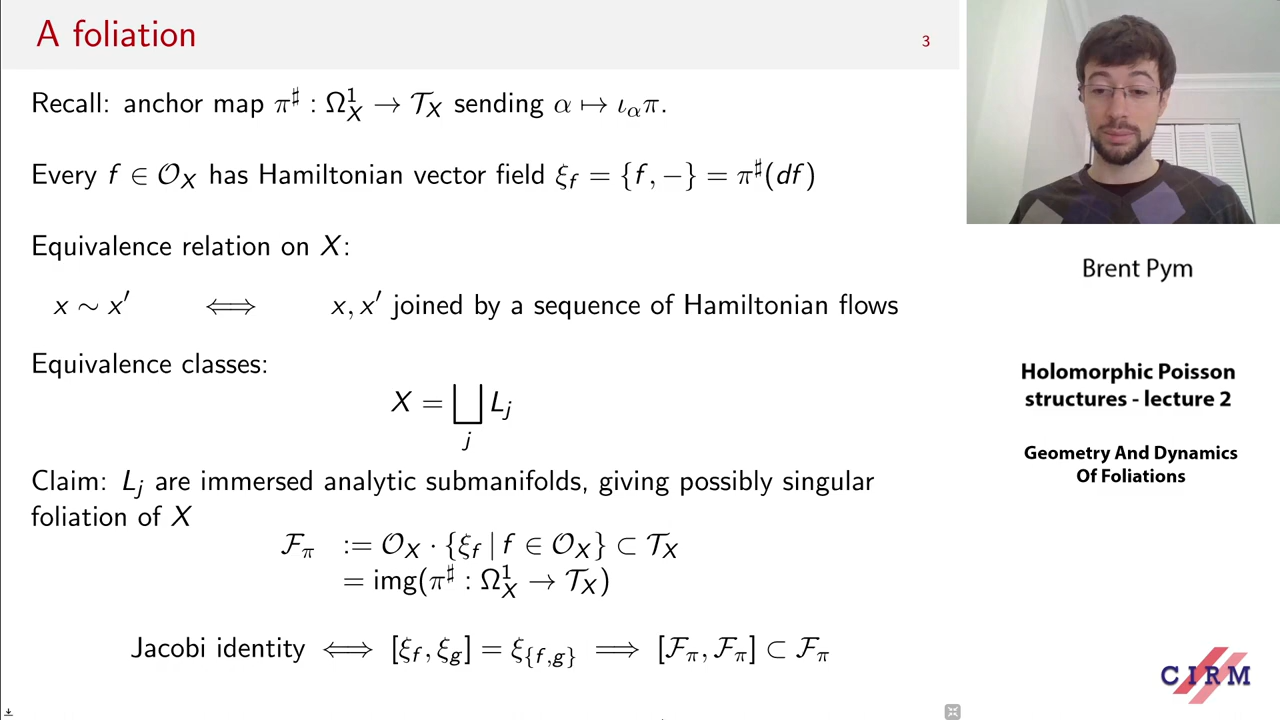 A foliation
3
Recall: anchor map π♯ : Ω¹_X → 𝒯_X sending α ↦ ι_απ.
Every f ∈ 𝒪_X has Hamiltonian vector field ξ_f = {f, −} = π♯(df)
Equivalence relation on X:
x ∼ x′ ⟺ x, x′ joined by a sequence of Hamiltonian flows
Equivalence classes:
X = ⨆_j L_j
Claim: L_j are immersed analytic submanifolds, giving possibly singular
foliation of X
ℱ_π := 𝒪_X · {ξ_f | f ∈ 𝒪_X} ⊂ 𝒯_X
= img(π♯ : Ω¹_X → 𝒯_X)
Jacobi identity ⟺ [ξ_f, ξ_g] = ξ_{f,g} ⟹ [ℱ_π, ℱ_π] ⊂ ℱ_π
Brent Pym
Holomorphic Poisson
structures - lecture 2
Geometry And Dynamics
Of Foliations
CIRM